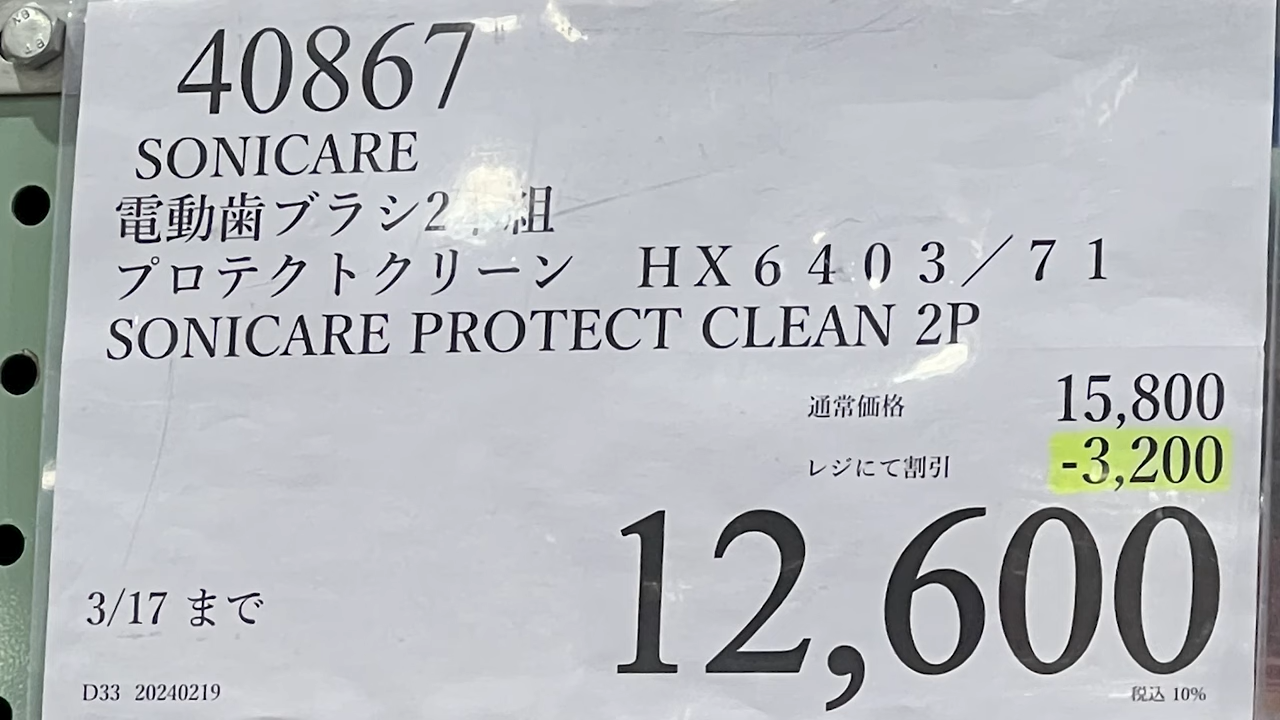 40867
SONICARE
電動歯ブラシ2 組
プロテクトクリーン HX6403/71
SONICARE PROTECT CLEAN 2P
通常価格 15,800
レジにて割引 -3,200
12,600
3/17 まで
D33 20240219
税込 10%